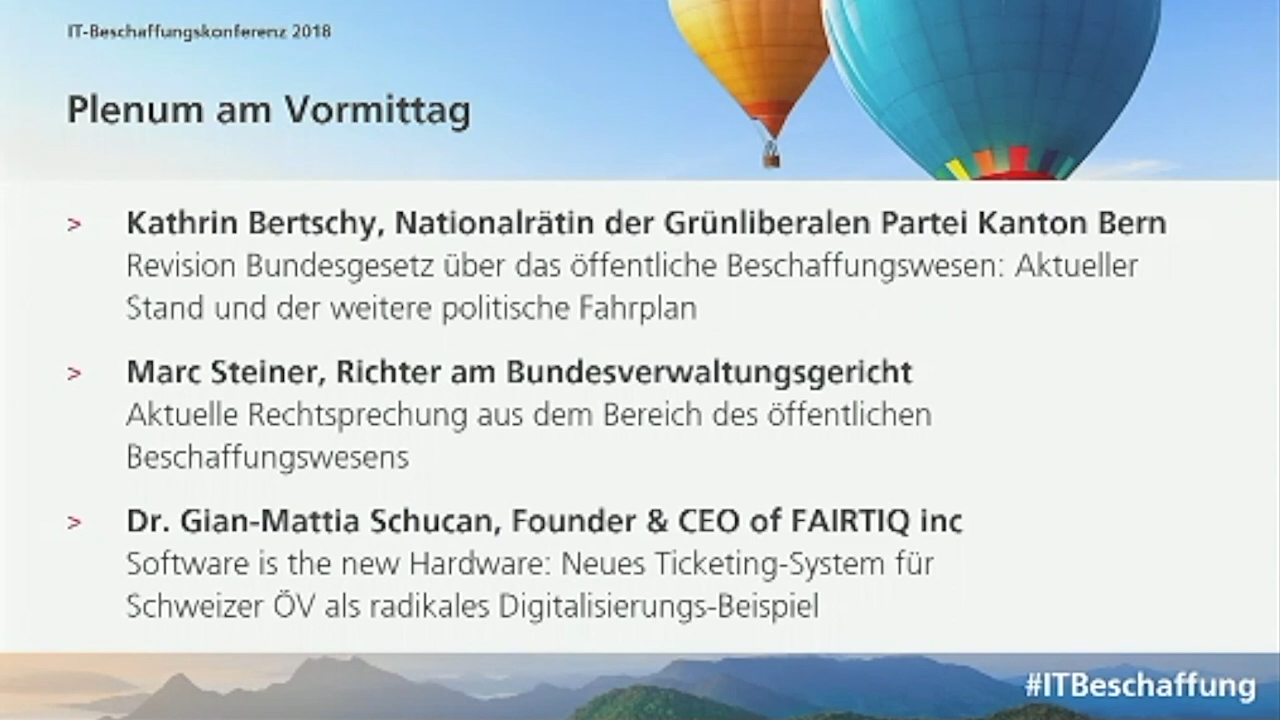 IT-Beschaffungskonferenz 2018
Plenum am Vormittag
> Kathrin Bertschy, Nationalrätin der Grünliberalen Partei Kanton Bern
Revision Bundesgesetz über das öffentliche Beschaffungswesen: Aktueller
Stand und der weitere politische Fahrplan
> Marc Steiner, Richter am Bundesverwaltungsgericht
Aktuelle Rechtsprechung aus dem Bereich des öffentlichen
Beschaffungswesens
> Dr. Gian-Mattia Schucan, Founder & CEO of FAIRTIQ inc
Software is the new Hardware: Neues Ticketing-System für
Schweizer ÖV als radikales Digitalisierungs-Beispiel
#ITBeschaffung